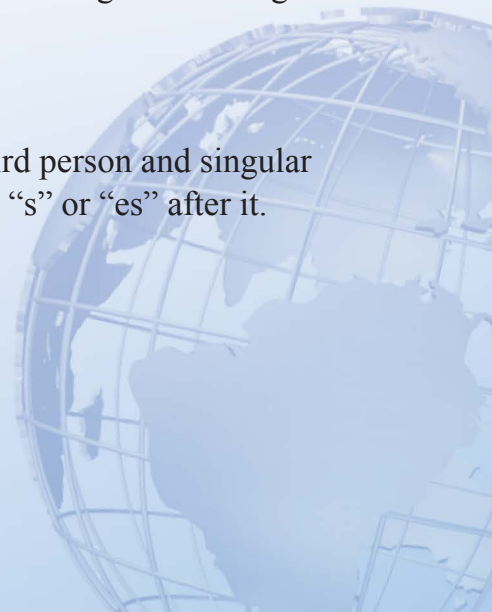 rd person and singular
“s” or “es” after it.